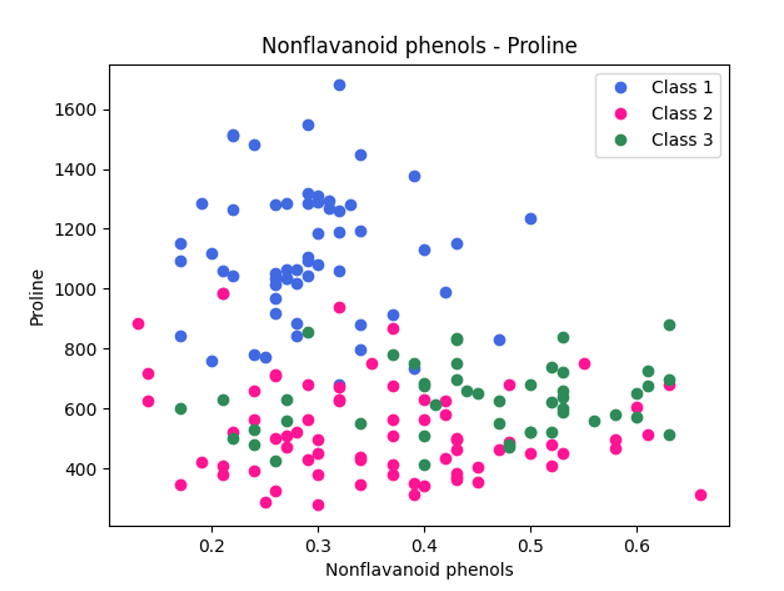 Nonflavanoid phenols - Proline
Class 1
Class 2
Class 3
Proline
1600
1400
1200
1000
800
600
400
0.2 0.3 0.4 0.5 0.6
Nonflavanoid phenols